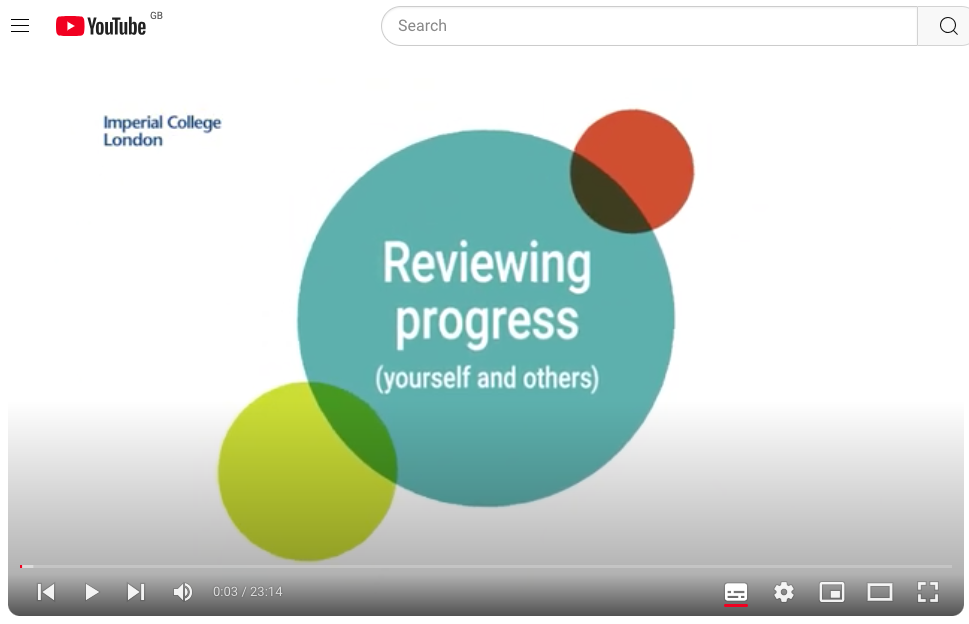 YouTube GB
Search
Imperial College
London
Reviewing
progress
(yourself and others)
0:03 / 23:14